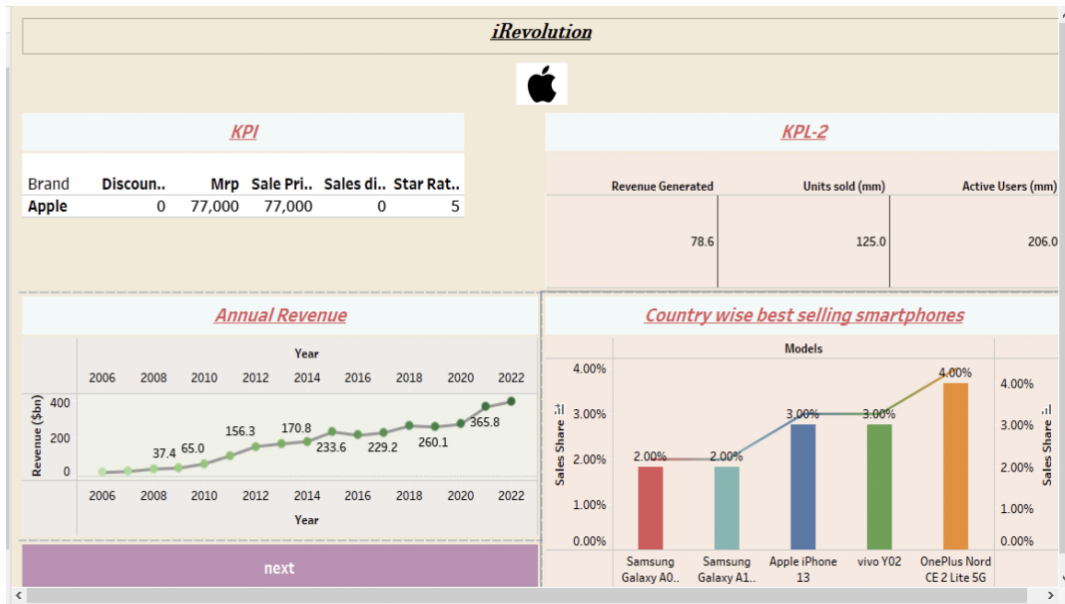 iRevolution
KPI
Brand Discoun.. Mrp Sale Pri.. Sales di.. Star Rat..
Apple 0 77,000 77,000 0 5
KPL-2
Revenue Generated Units sold (mm) Active Users (mm)
78.6 125.0 206.0
Annual Revenue
Year
2006 2008 2010 2012 2014 2016 2018 2020 2022
Revenue ($bn)
400
200
0
37.4 65.0 156.3 170.8 233.6 229.2 260.1 365.8
2006 2008 2010 2012 2014 2016 2018 2020 2022
Year
next
Country wise best selling smartphones
Models
Sales Share
4.00%
3.00%
2.00%
1.00%
0.00%
2.00% 2.00% 3.00% 3.00% 4.00%
4.00%
3.00%
2.00%
1.00%
0.00%
Sales Share
Samsung Galaxy A0..
Samsung Galaxy A1..
Apple iPhone 13
vivo Y02
OnePlus Nord CE 2 Lite 5G